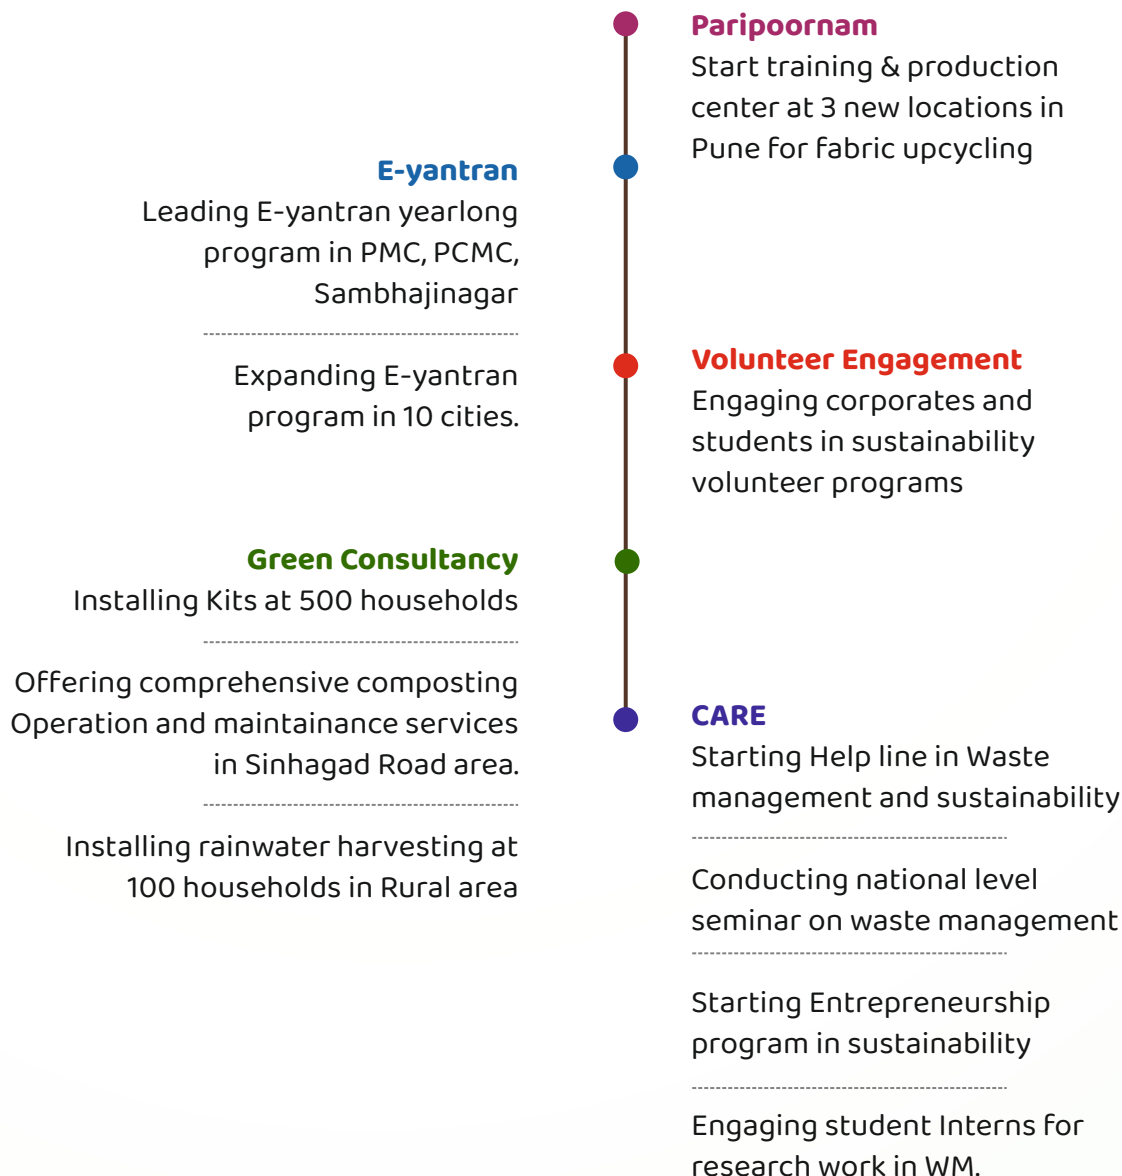 Paripoornam
Start training & production
center at 3 new locations in
Pune for fabric upcycling
E-yantran
Leading E-yantran yearlong
program in PMC, PCMC,
Sambhajinagar
Expanding E-yantran
program in 10 cities.
Volunteer Engagement
Engaging corporates and
students in sustainability
volunteer programs
Green Consultancy
Installing Kits at 500 households
Offering comprehensive composting
Operation and maintainance services
in Sinhagad Road area.
Installing rainwater harvesting at
100 households in Rural area
CARE
Starting Help line in Waste
management and sustainability
Conducting national level
seminar on waste management
Starting Entrepreneurship
program in sustainability
Engaging student Interns for
research work in WM.